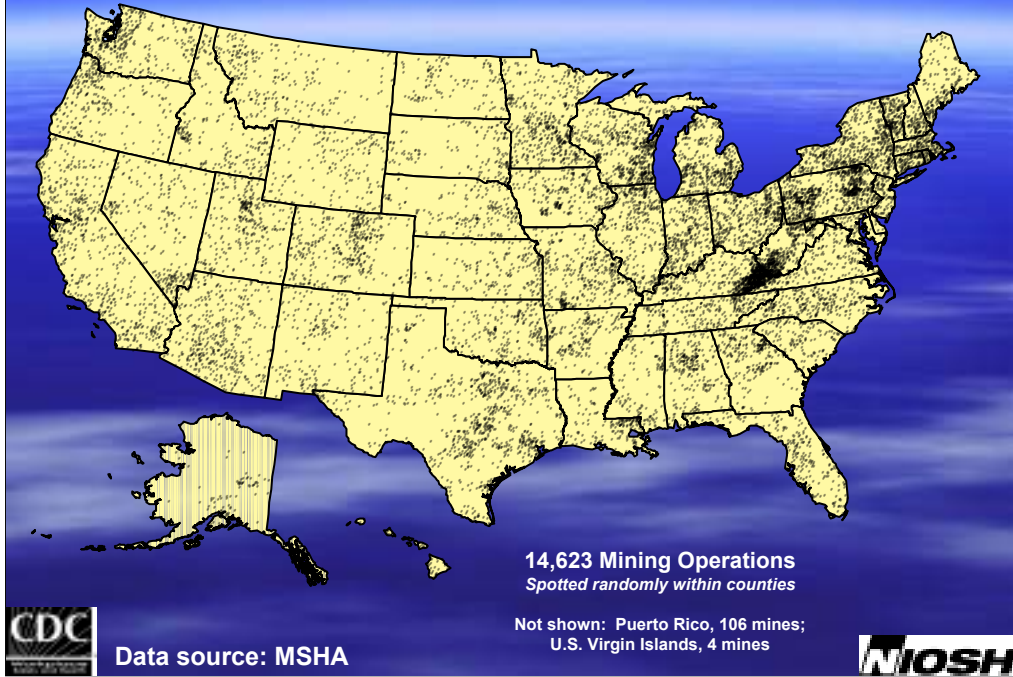 14,623 Mining Operations
Spotted randomly within counties
Not shown: Puerto Rico, 106 mines;
U.S. Virgin Islands, 4 mines
CDC
Data source: MSHA
NIOSH